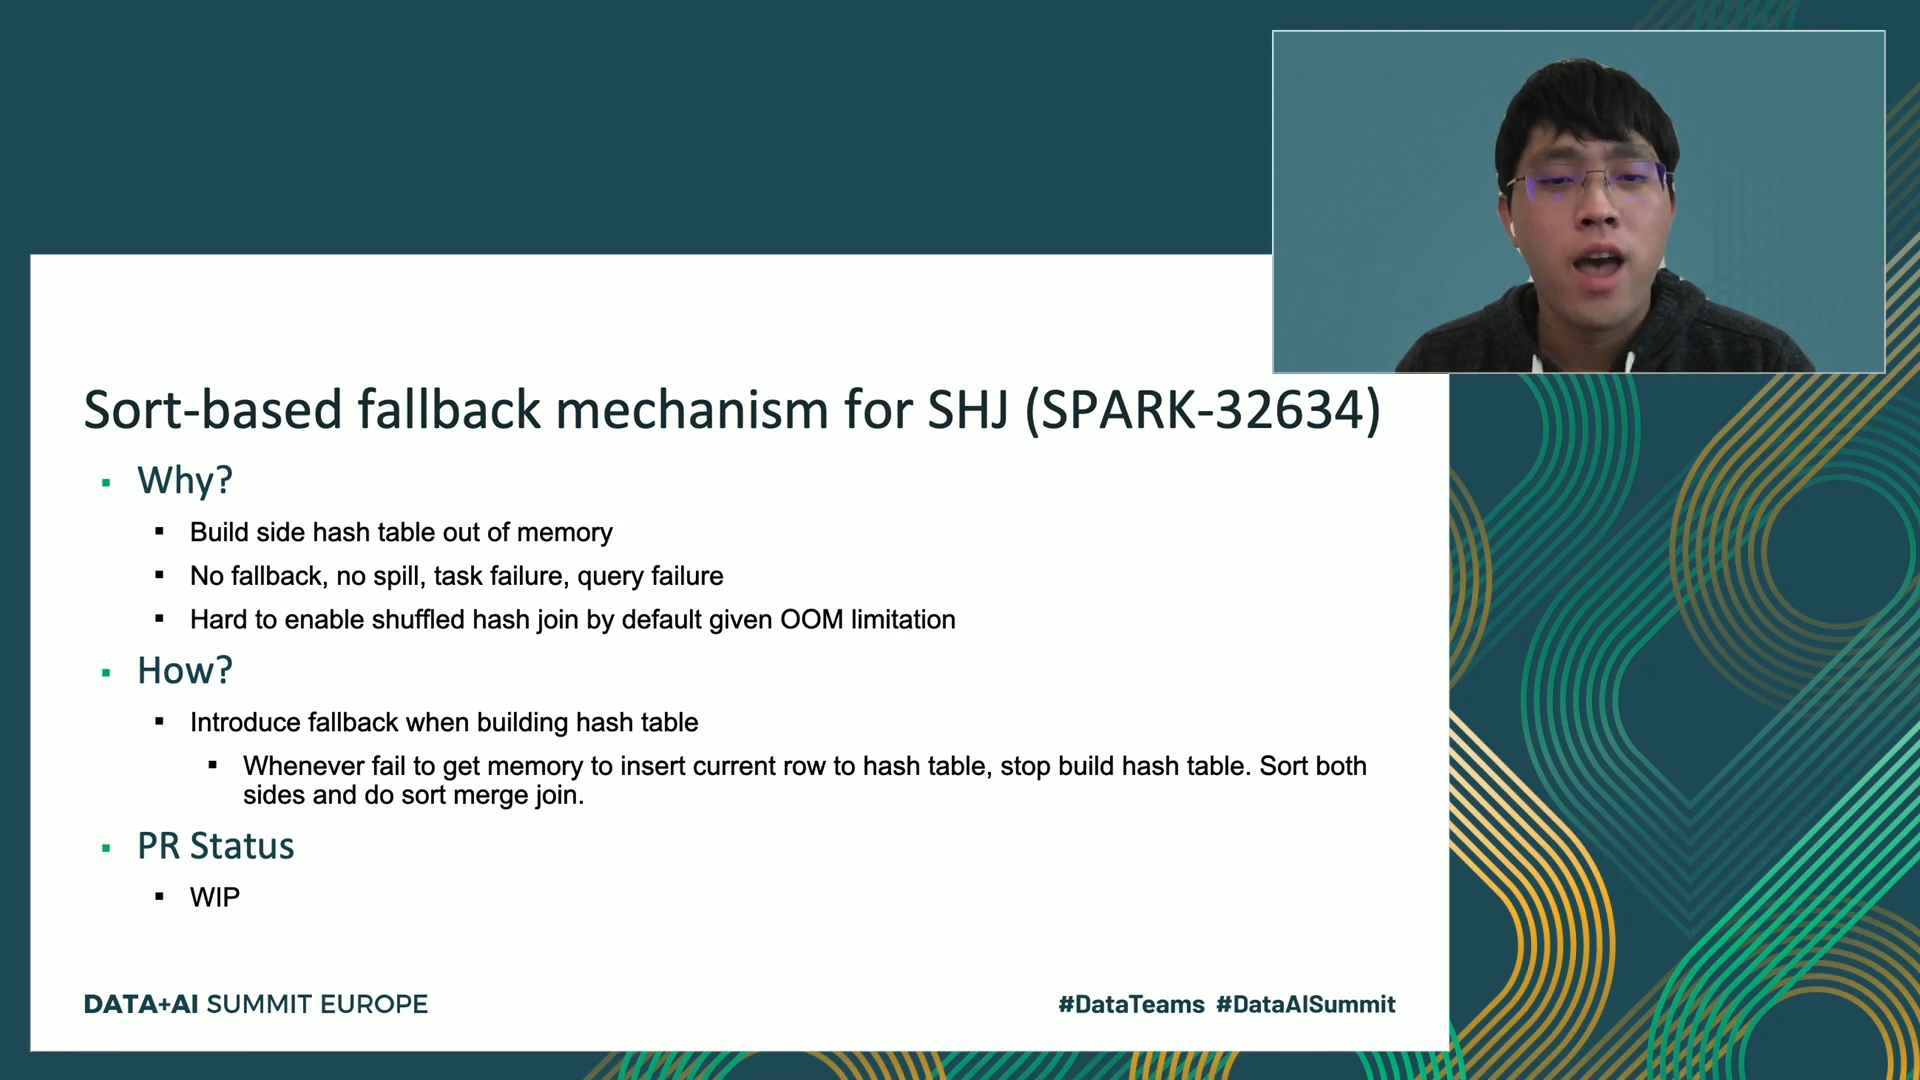 Sort-based fallback mechanism for SHJ (SPARK-32634)
Why?
Build side hash table out of memory
No fallback, no spill, task failure, query failure
Hard to enable shuffled hash join by default given OOM limitation
How?
Introduce fallback when building hash table
Whenever fail to get memory to insert current row to hash table, stop build hash table. Sort both
sides and do sort merge join.
PR Status
WIP
DATA+AI SUMMIT EUROPE
#DataTeams #DataAISummit